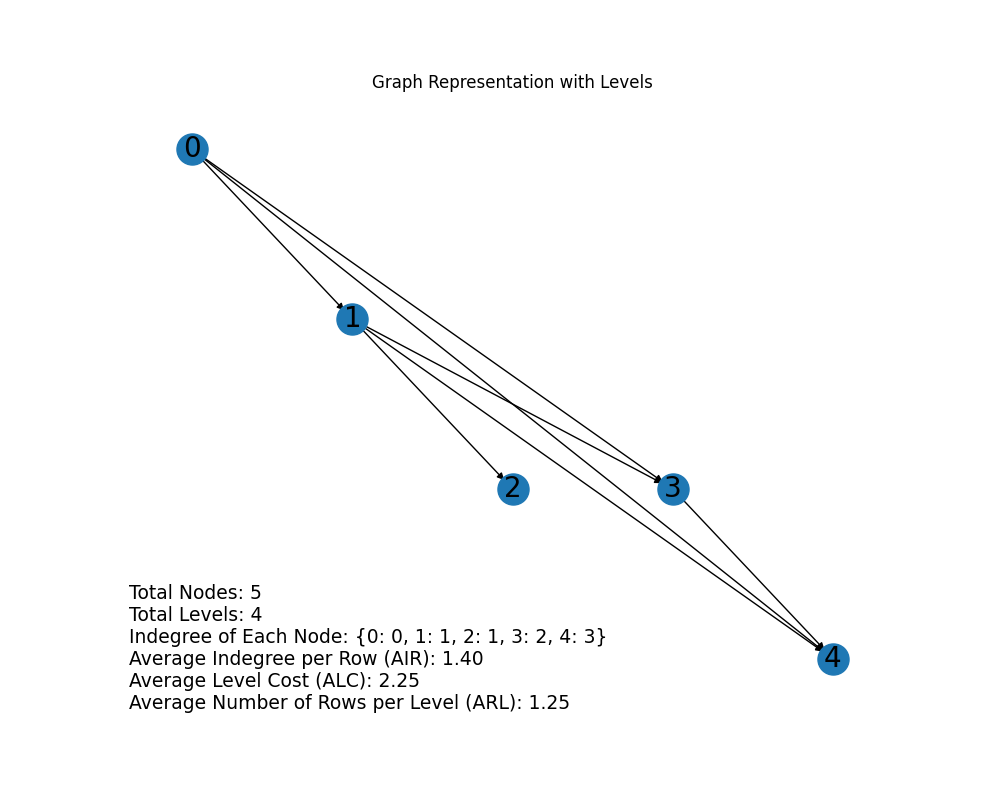 Graph Representation with Levels
0
1
2
3
4
Total Nodes: 5
Total Levels: 4
Indegree of Each Node: {0: 0, 1: 1, 2: 1, 3: 2, 4: 3}
Average Indegree per Row (AIR): 1.40
Average Level Cost (ALC): 2.25
Average Number of Rows per Level (ARL): 1.25